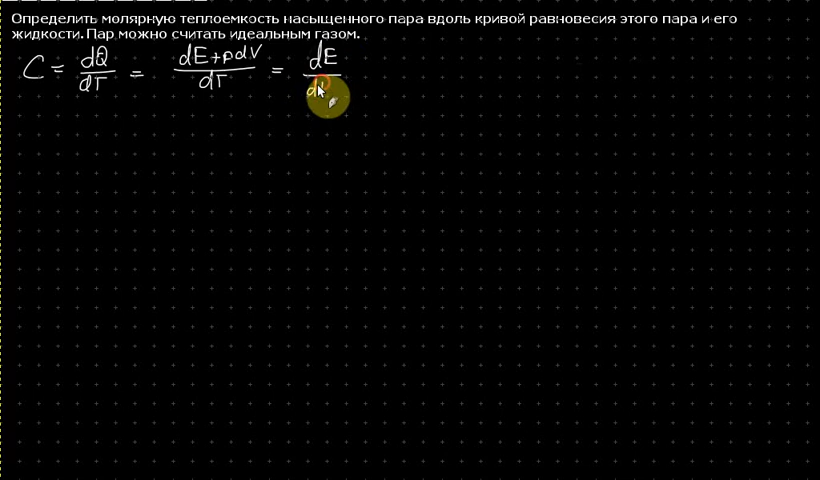 Определить молярную теплоемкость насыщенного пара вдоль кривой равновесия этого пара и его
жидкости. Пар можно считать идеальным газом.
C = dQ/dT = dE+pdV/dT = dE/d